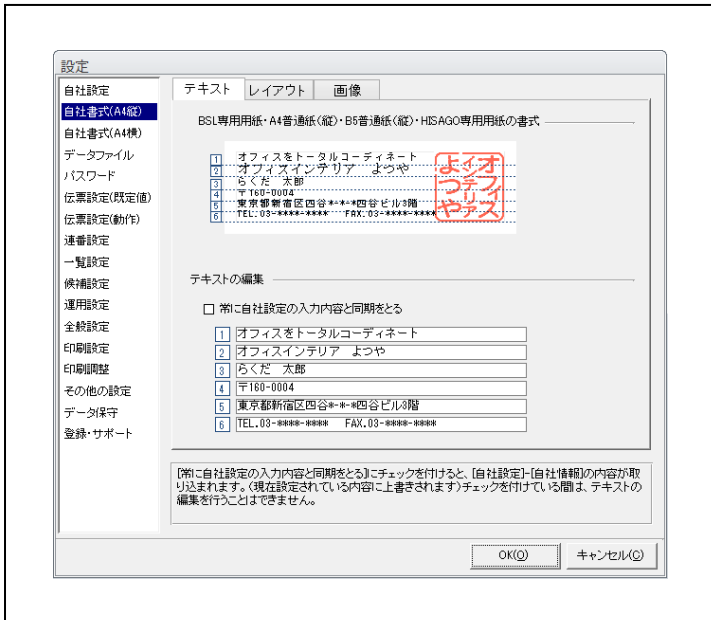 設定
自社設定
自社書式(A4縦)
自社書式(A4横)
データファイル
パスワード
伝票設定(既定値)
伝票設定(動作)
連番設定
一覧設定
候補設定
運用設定
全般設定
印刷設定
印刷調整
その他の設定
データ保守
登録・サポート
テキスト レイアウト 画像
BSL専用用紙・A4普通紙(縦)・B5普通紙(縦)・HISAGO専用用紙の書式
1 オフィスをトータルコーディネート
2 オフィスインテリア よつや
3 らくだ 太郎
4 〒160-0004
5 東京都新宿区四谷*-*-*四谷ビル3階
6 TEL.03-****-**** FAX.03-****-****
オフィス
インテリア
よつや
テキストの編集
常に自社設定の入力内容と同期をとる
1 オフィスをトータルコーディネート
2 オフィスインテリア よつや
3 らくだ 太郎
4 〒160-0004
5 東京都新宿区四谷*-*-*四谷ビル3階
6 TEL.03-****-**** FAX.03-****-****
[常に自社設定の入力内容と同期をとる]にチェックを付けると、[自社設定]-[自社情報]の内容が取
り込まれます。(現在設定されている内容に上書きされます)チェックを付けている間は、テキストの
編集を行うことはできません。
OK(O) キャンセル(C)